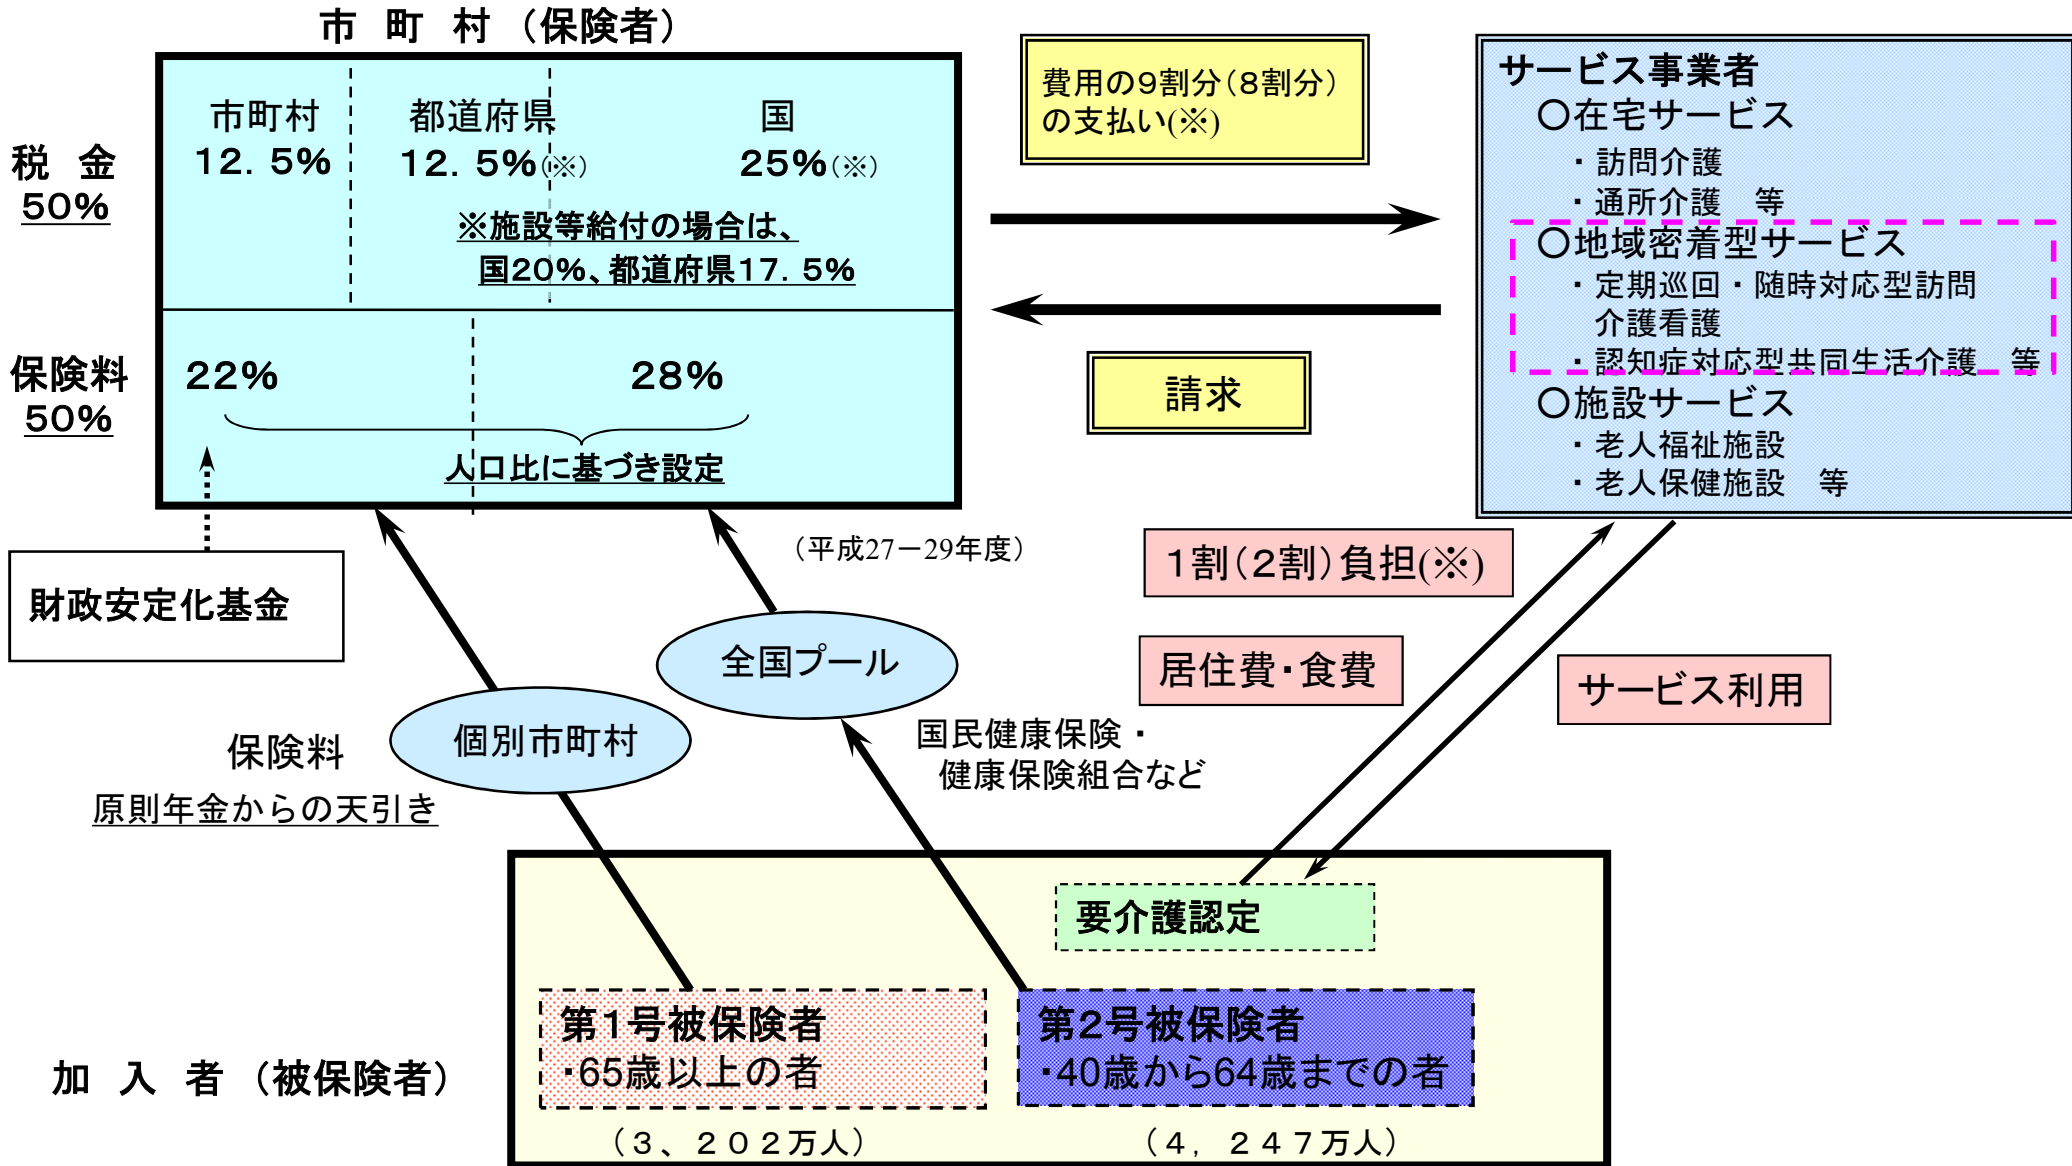 市 町 村 （保険者）
市町村
12．5%
都道府県
12．5%(※)
国
25%(※)
税 金
50%
※施設等給付の場合は、
国20%、都道府県17．5%
保険料
50%
22%
28%
人口比に基づき設定
財政安定化基金
（平成27－29年度）
費用の９割分（８割分）
の支払い(※)
請求
サービス事業者
○在宅サービス
・訪問介護
・通所介護　等
○地域密着型サービス
・定期巡回・随時対応型訪問
介護看護
・認知症対応型共同生活介護　等
○施設サービス
・老人福祉施設
・老人保健施設　等
１割（２割）負担(※)
居住費・食費
サービス利用
全国プール
個別市町村
保険料
原則年金からの天引き
国民健康保険・
健康保険組合など
要介護認定
第１号被保険者
・65歳以上の者
第２号被保険者
・40歳から64歳までの者
加 入 者 （被保険者）
（３、２０２万人）
（４，２４７万人）